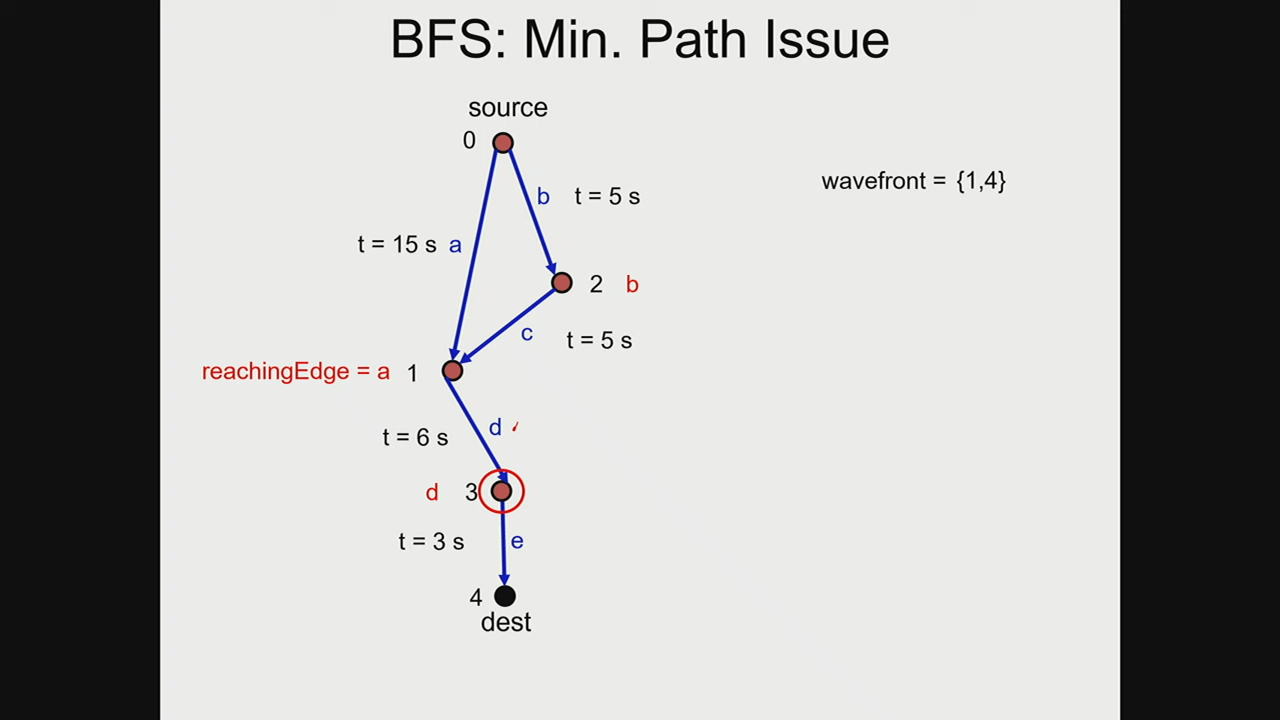 BFS: Min. Path Issue
source
0
wavefront = {1,4}
b t = 5 s
t = 15 s a
2 b
c t = 5 s
reachingEdge = a 1
t = 6 s d
d 3
t = 3 s e
4
dest